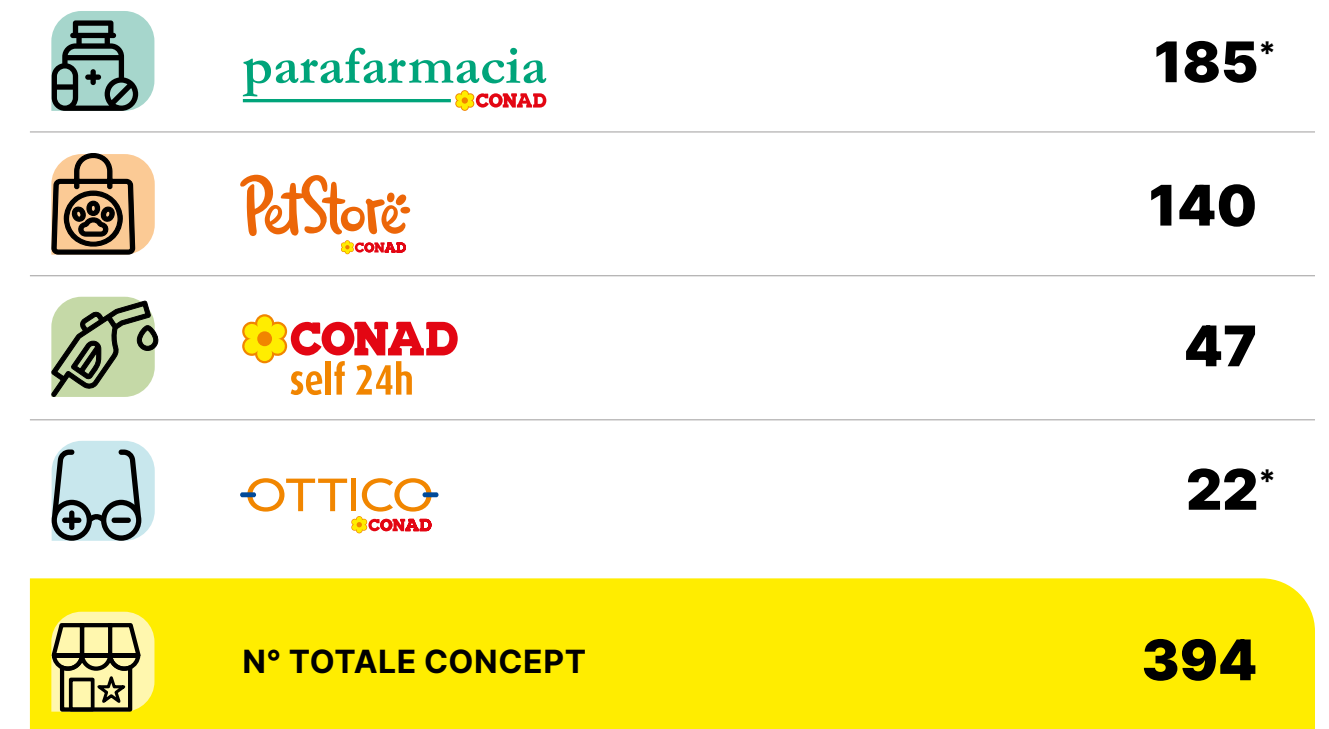 parafarmacia
CONAD
185*
PetStore
CONAD
140
CONAD
self 24h
47
OTTICO
CONAD
22*
N° TOTALE CONCEPT
394